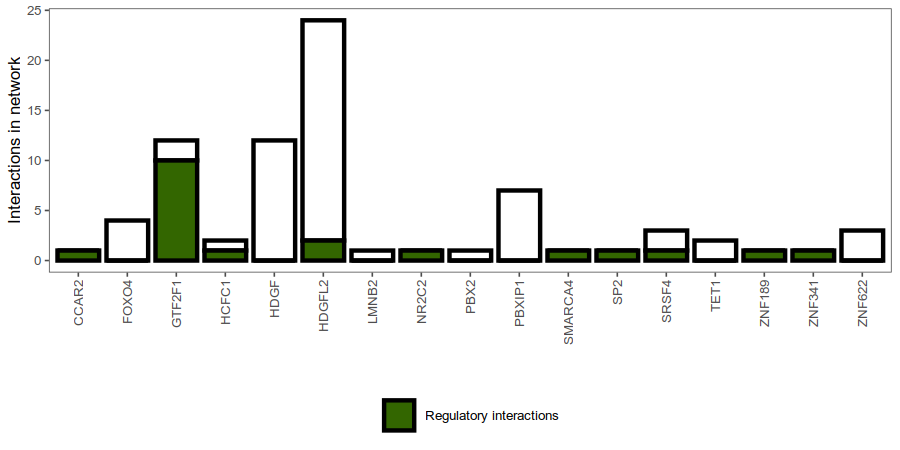 Interactions in network
25
20
15
10
5
0
CCAR2
FOXO4
GTF2F1
HCFC1
HDGF
HDGFL2
LMNB2
NR2C2
PBX2
PBXIP1
SMARCA4
SP2
SRSF4
TET1
ZNF189
ZNF341
ZNF622
Regulatory interactions